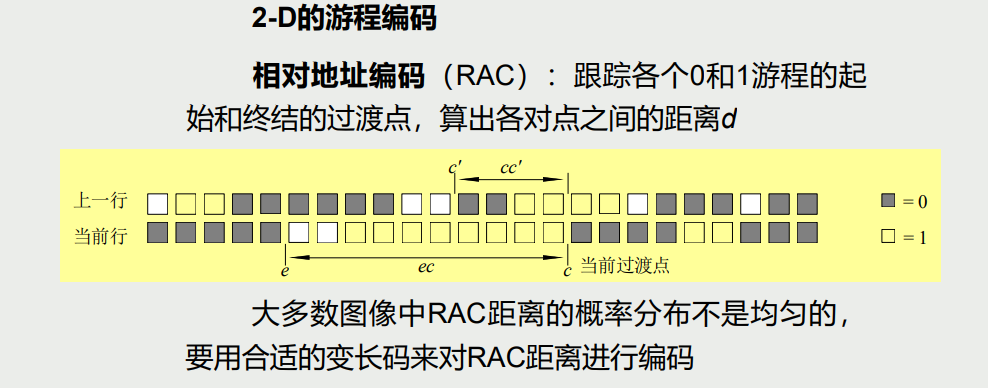 2-D的游程编码
相对地址编码（RAC）：跟踪各个0和1游程的起
始和终结的过渡点，算出各对点之间的距离d
c′ cc′
上一行 = 0
当前行 = 1
e ec c 当前过渡点
大多数图像中RAC距离的概率分布不是均匀的，
要用合适的变长码来对RAC距离进行编码